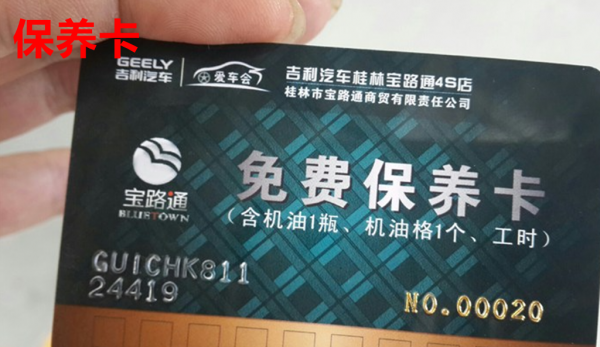 保养卡
GEELY
吉利汽车
爱车会
吉利汽车桂林宝路通4S店
桂林市宝路通商贸有限责任公司
宝路通
BLUETOWN
免费保养卡
(含机油1瓶、机油格1个、工时)
GUICHK811
24419
NO.00020